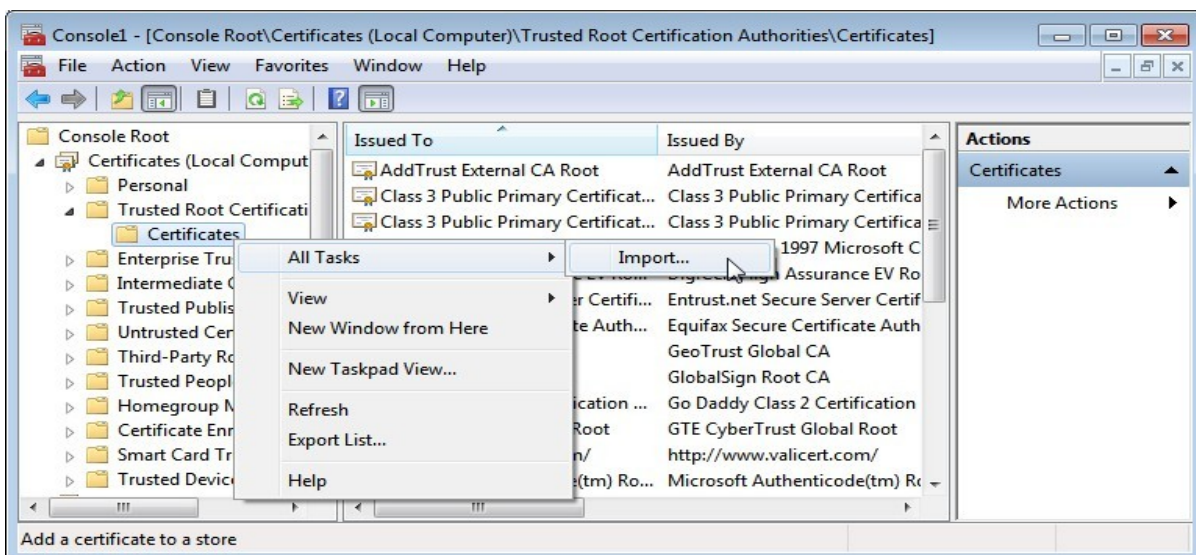 Console1 - [Console Root\Certificates (Local Computer)\Trusted Root Certification Authorities\Certificates]
File Action View Favorites Window Help
Console Root
Certificates (Local Comput
Personal
Trusted Root Certificati
Certificates
Enterprise Tru
Intermediate
Trusted Publis
Untrusted Cer
Third-Party Ro
Trusted Peopl
Homegroup
Certificate Enr
Smart Card Tr
Trusted Device
All Tasks
Import...
View
New Window from Here
New Taskpad View...
Refresh
Export List...
Help
Issued To Issued By
AddTrust External CA Root AddTrust External CA Root
Class 3 Public Primary Certificat... Class 3 Public Primary Certifica
Class 3 Public Primary Certificat... Class 3 Public Primary Certifica
1997 Microsoft C
Assurance EV Ro
er Certifi... Entrust.net Secure Server Certif
te Auth... Equifax Secure Certificate Auth
GeoTrust Global CA
GlobalSign Root CA
ication ... Go Daddy Class 2 Certification
Root GTE CyberTrust Global Root
n/ http://www.valicert.com/
(tm) Ro... Microsoft Authenticode(tm) Ro
Actions
Certificates
More Actions
Add a certificate to a store